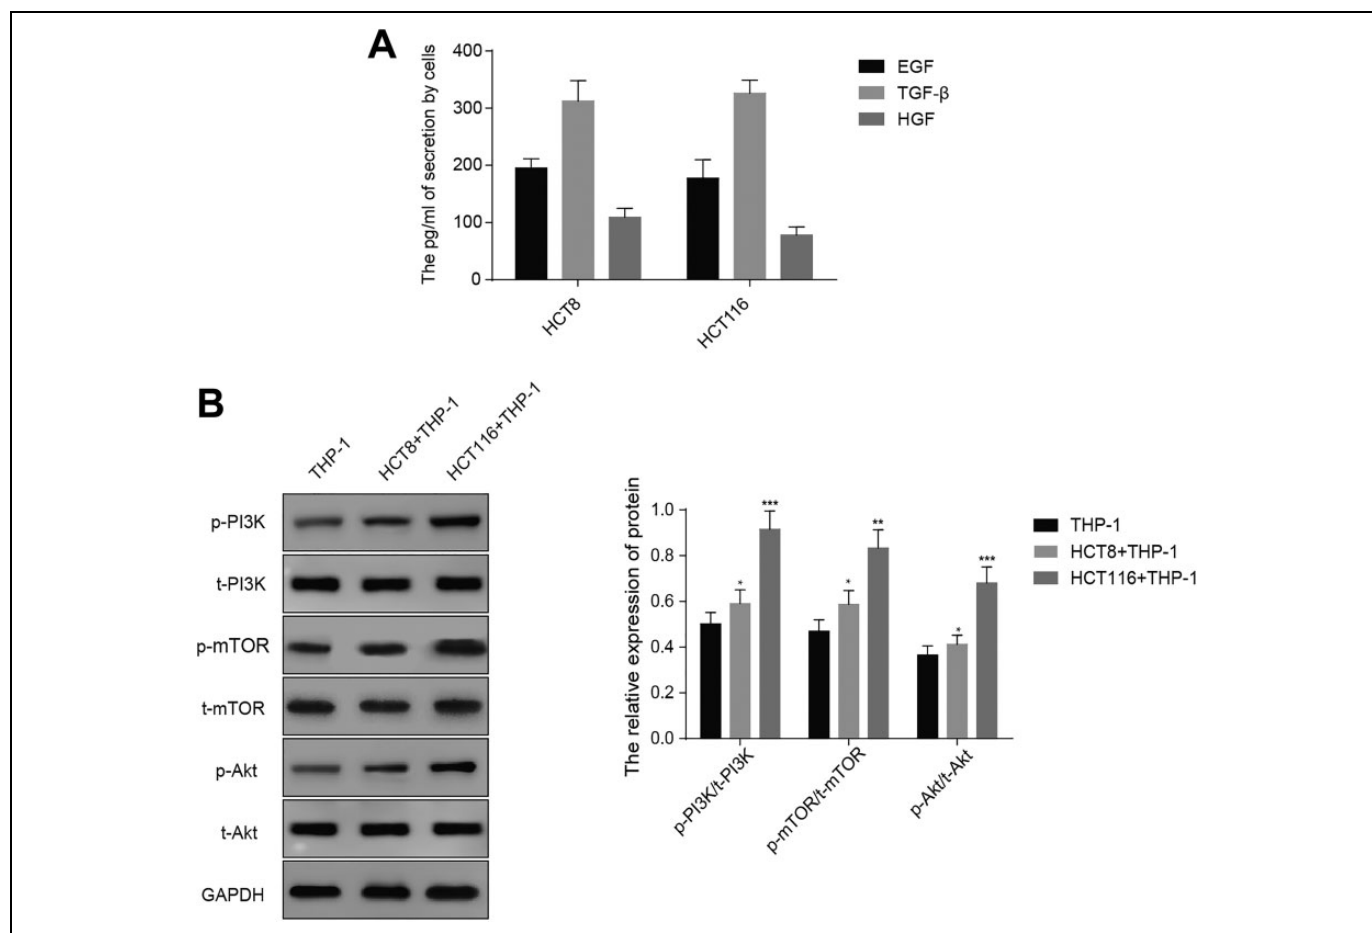 A
The pg/ml of secretion by cells
400
300
200
100
0
HCT8
HCT116
EGF
TGF-β
HGF
B
THP-1
HCT8+THP-1
HCT116+THP-1
p-PI3K
t-PI3K
p-mTOR
t-mTOR
p-Akt
t-Akt
GAPDH
The relative expression of protein
1.0
0.8
0.6
0.4
0.2
0.0
*
***
*
**
*
***
p-PI3K/t-PI3K
p-mTOR/t-mTOR
p-Akt/t-Akt
THP-1
HCT8+THP-1
HCT116+THP-1